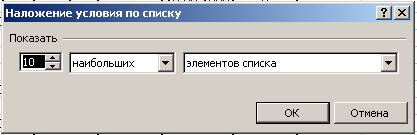 Наложение условия по списку
Показать
10 наибольших элементов списка
ОК Отмена